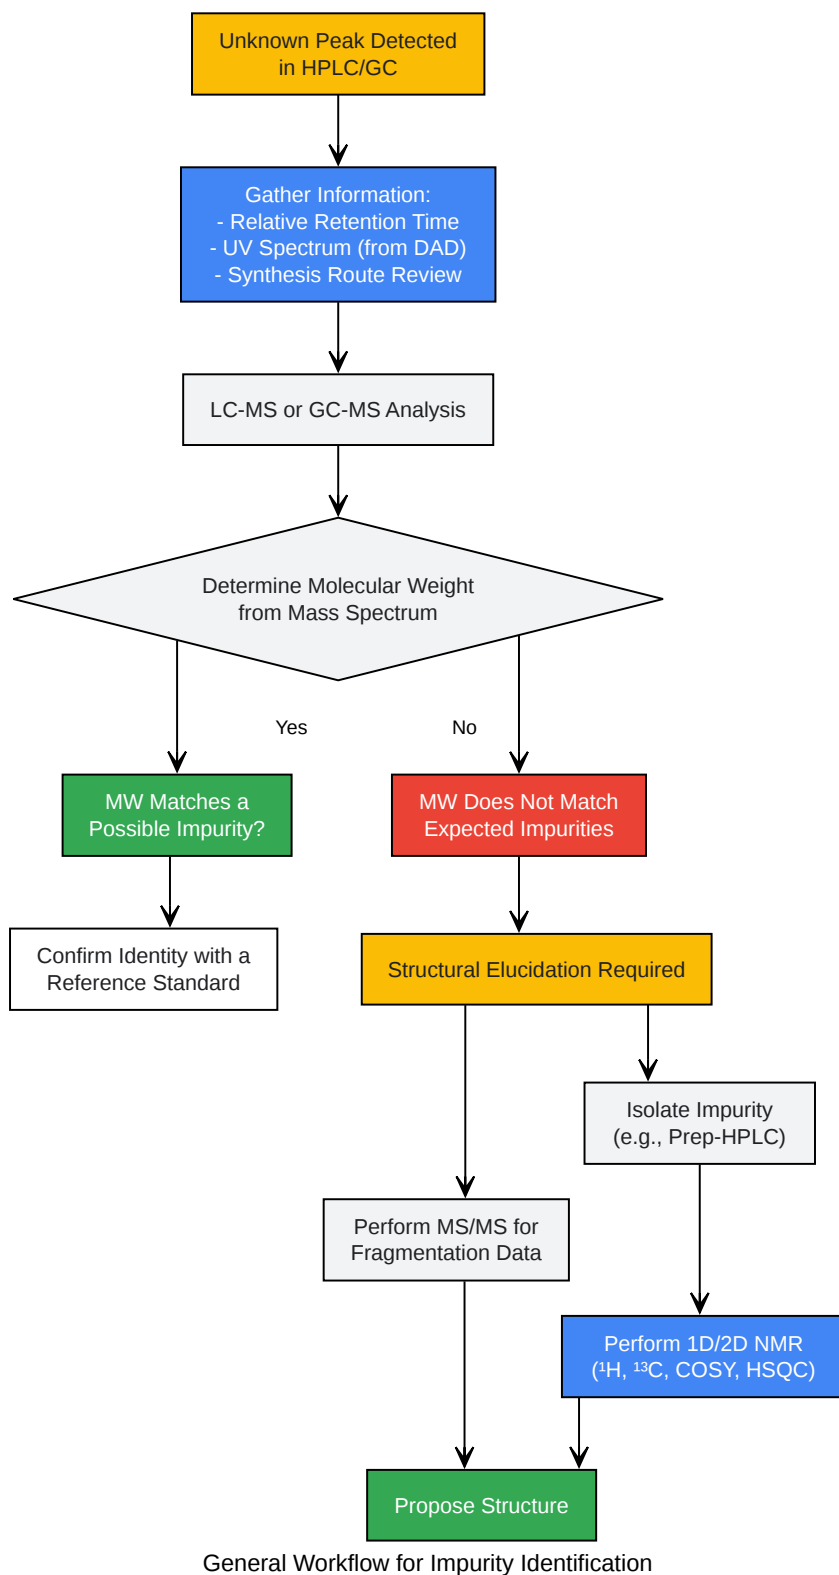 Unknown Peak Detected
in HPLC/GC
Gather Information:
- Relative Retention Time
- UV Spectrum (from DAD)
- Synthesis Route Review
LC-MS or GC-MS Analysis
Determine Molecular Weight
from Mass Spectrum
Yes
No
MW Matches a
Possible Impurity?
MW Does Not Match
Expected Impurities
Confirm Identity with a
Reference Standard
Structural Elucidation Required
Isolate Impurity
(e.g., Prep-HPLC)
Perform MS/MS for
Fragmentation Data
Perform 1D/2D NMR
(¹H, ¹³C, COSY, HSQC)
Propose Structure
General Workflow for Impurity Identification